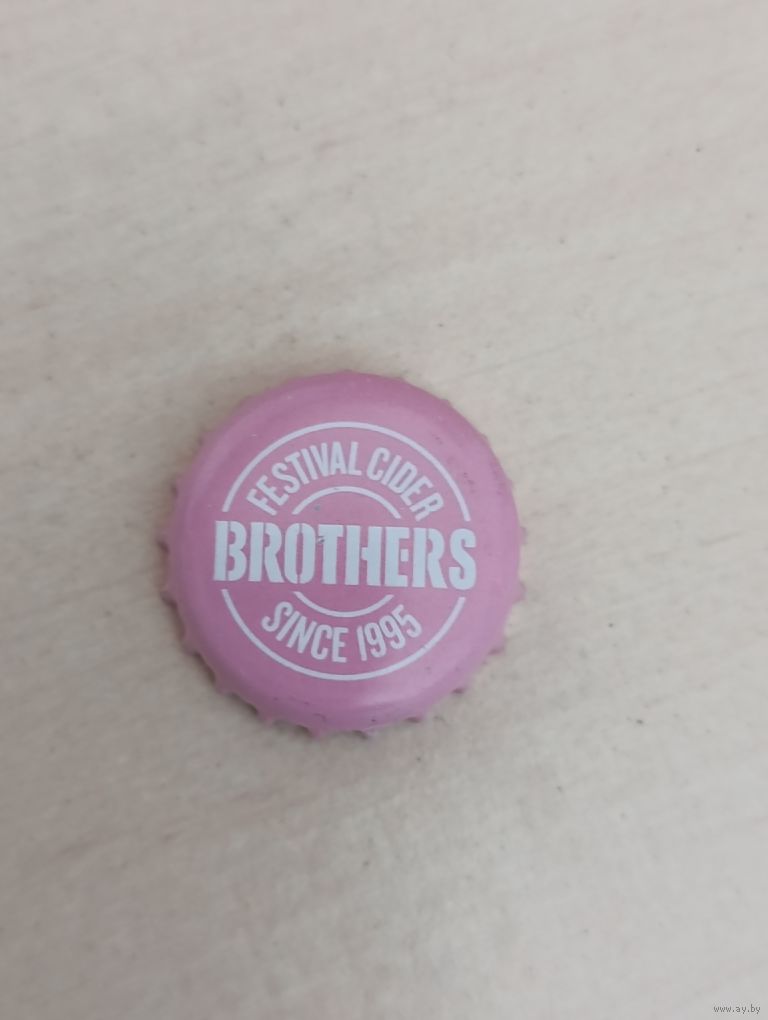 FESTIVAL CIDER
BROTHERS
SINCE 1995
www.ay.by